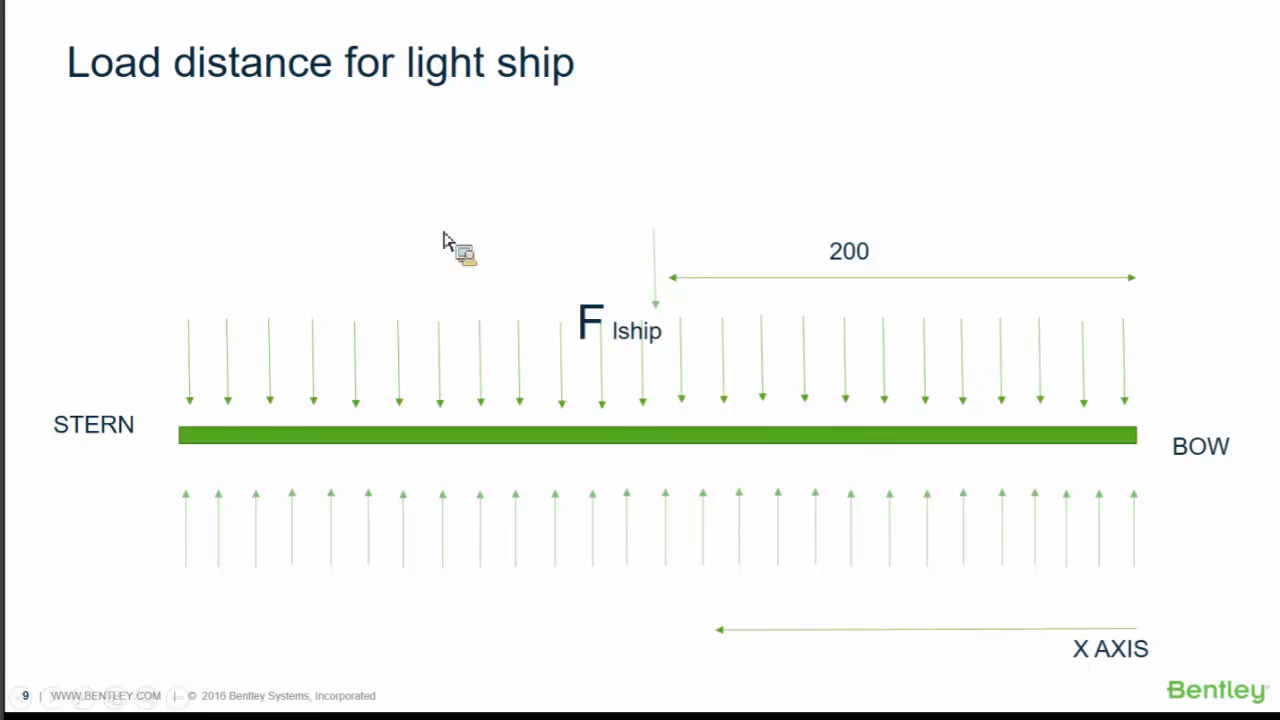 Load distance for light ship
200
F lship
STERN
BOW
X AXIS
9 | WWW.BENTLEY.COM | © 2016 Bentley Systems, Incorporated
Bentley®